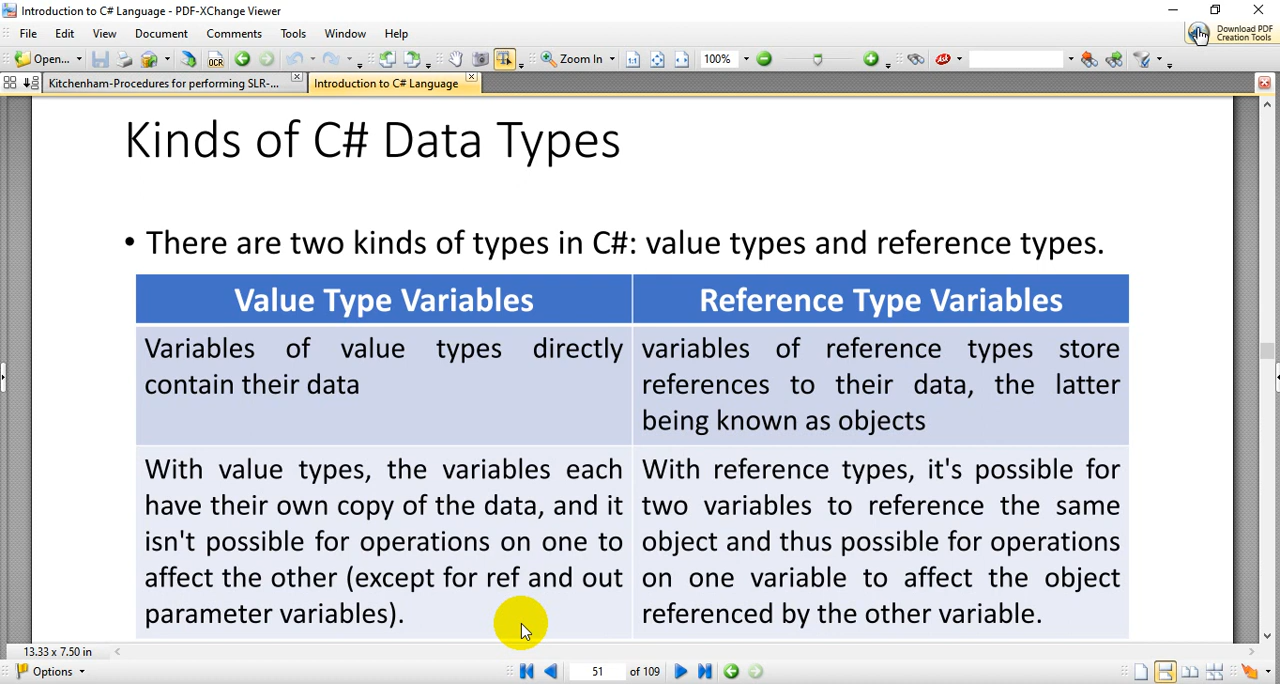 Introduction to C# Language - PDF-XChange Viewer
File Edit View Document Comments Tools Window Help
Download PDF
Creation Tools
Open... OCR Zoom In 100%
Kitchenham-Procedures for performing SLR-... Introduction to C# Language
Kinds of C# Data Types
• There are two kinds of types in C#: value types and reference types.
Value Type Variables
Reference Type Variables
Variables of value types directly
contain their data
variables of reference types store
references to their data, the latter
being known as objects
With value types, the variables each
have their own copy of the data, and it
isn't possible for operations on one to
affect the other (except for ref and out
parameter variables).
With reference types, it's possible for
two variables to reference the same
object and thus possible for operations
on one variable to affect the object
referenced by the other variable.
13.33 x 7.50 in
Options 51 of 109